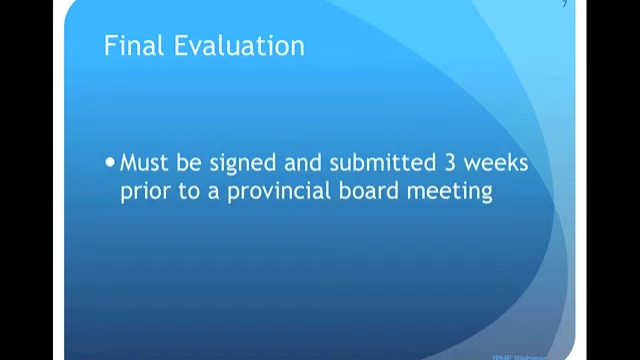 7
Final Evaluation
• Must be signed and submitted 3 weeks
prior to a provincial board meeting